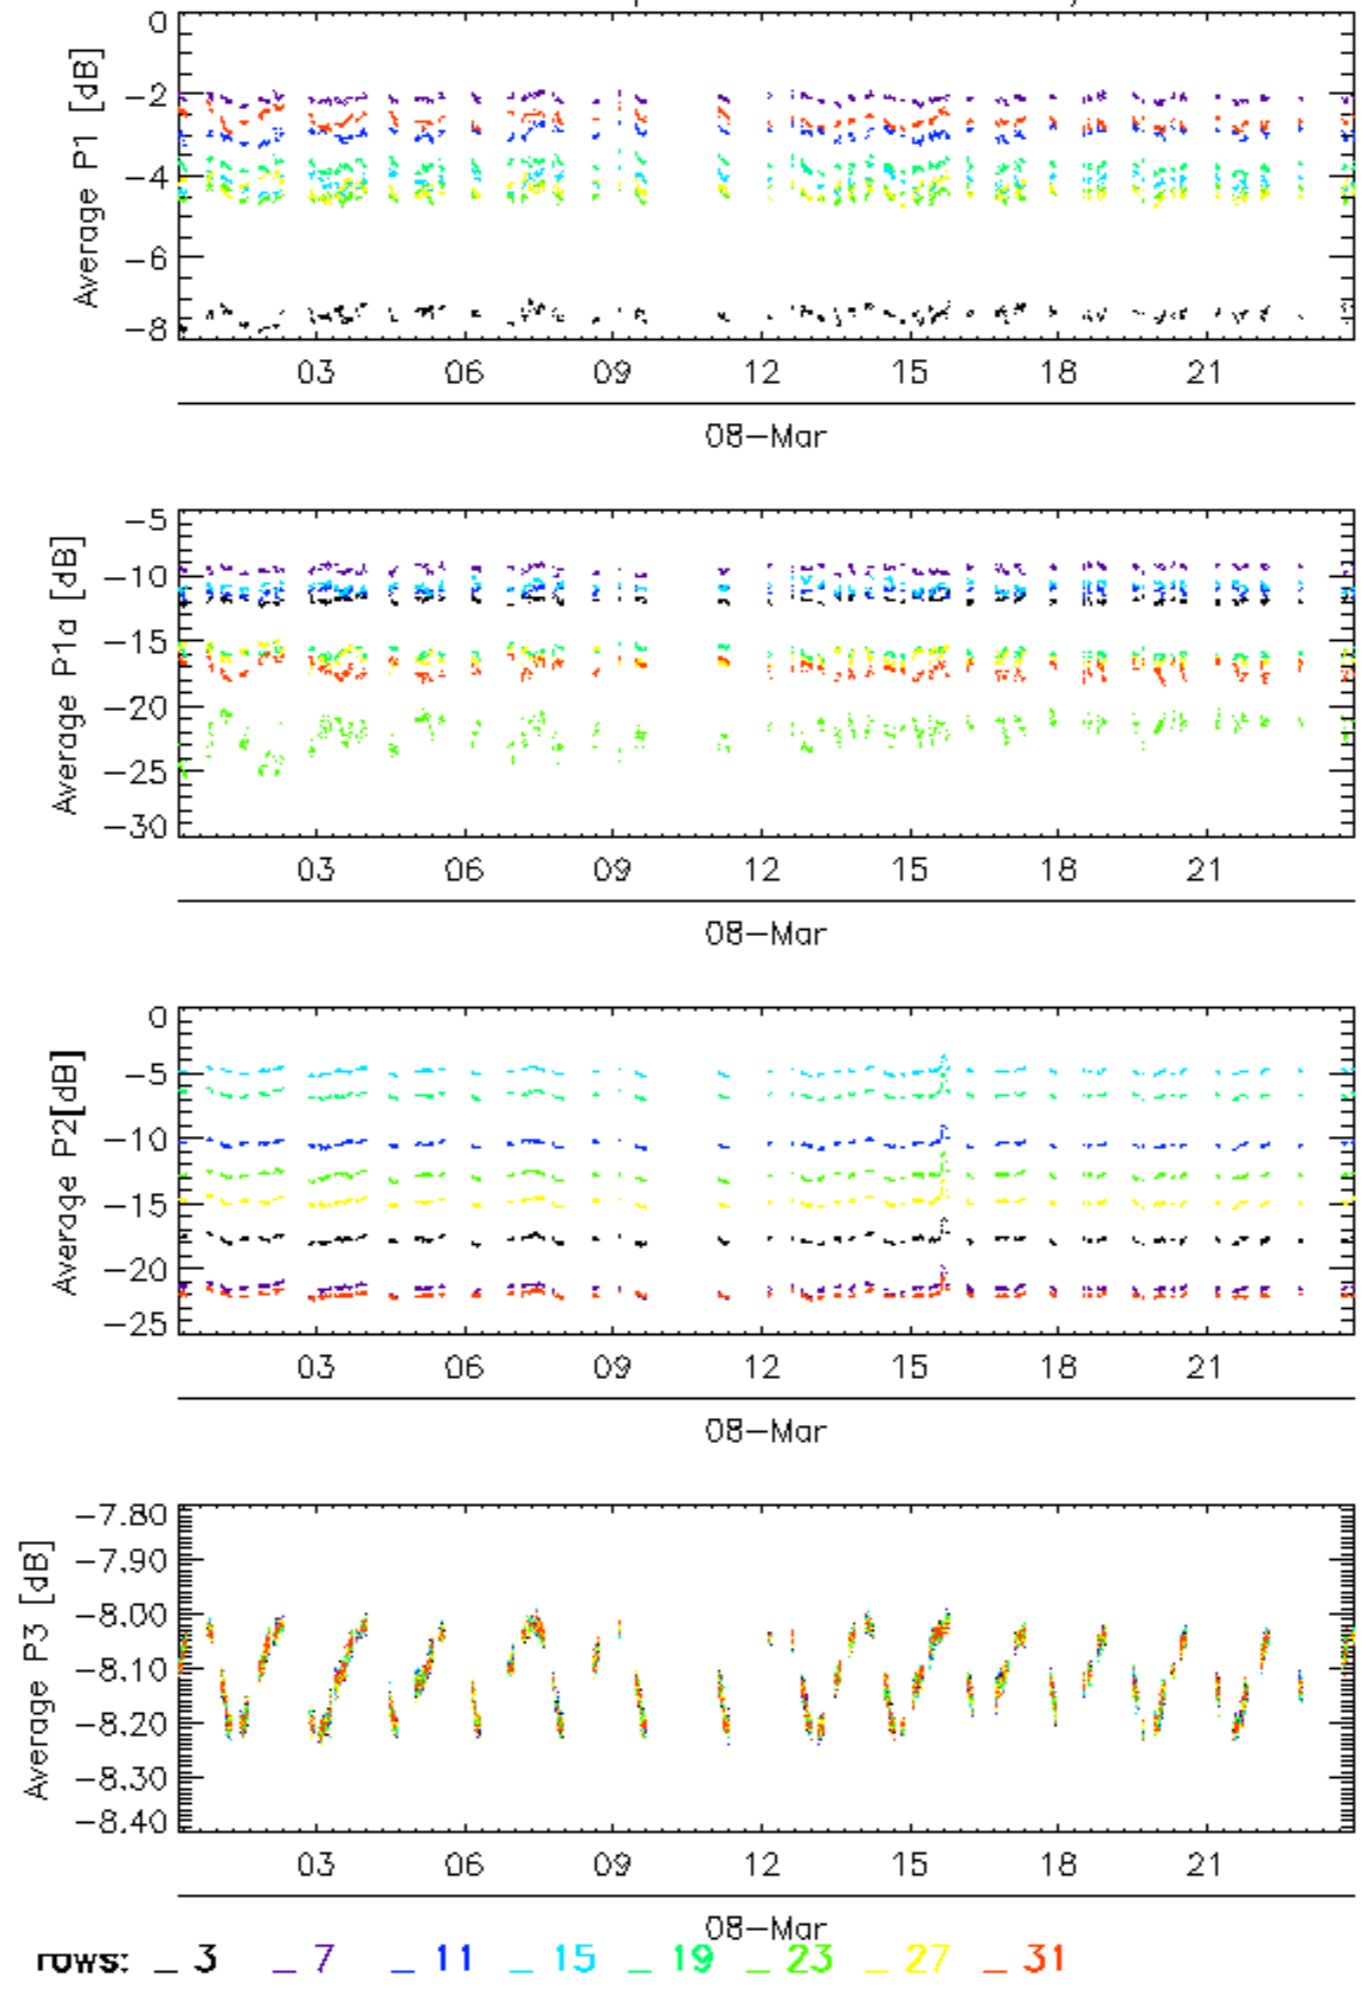 0
-2
-4
-6
-8
Average P1 [dB]
03 06 09 12 15 18 21
08-Mar
-5
-10
-15
-20
-25
-30
Average P1a [dB]
03 06 09 12 15 18 21
08-Mar
0
-5
-10
-15
-20
-25
Average P2[dB]
03 06 09 12 15 18 21
08-Mar
-7.80
-7.90
-8.00
-8.10
-8.20
-8.30
-8.40
Average P3 [dB]
03 06 09 12 15 18 21
08-Mar
rows: _ 3 _ 7 _ 11 _ 15 _ 19 _ 23 _ 27 _ 31